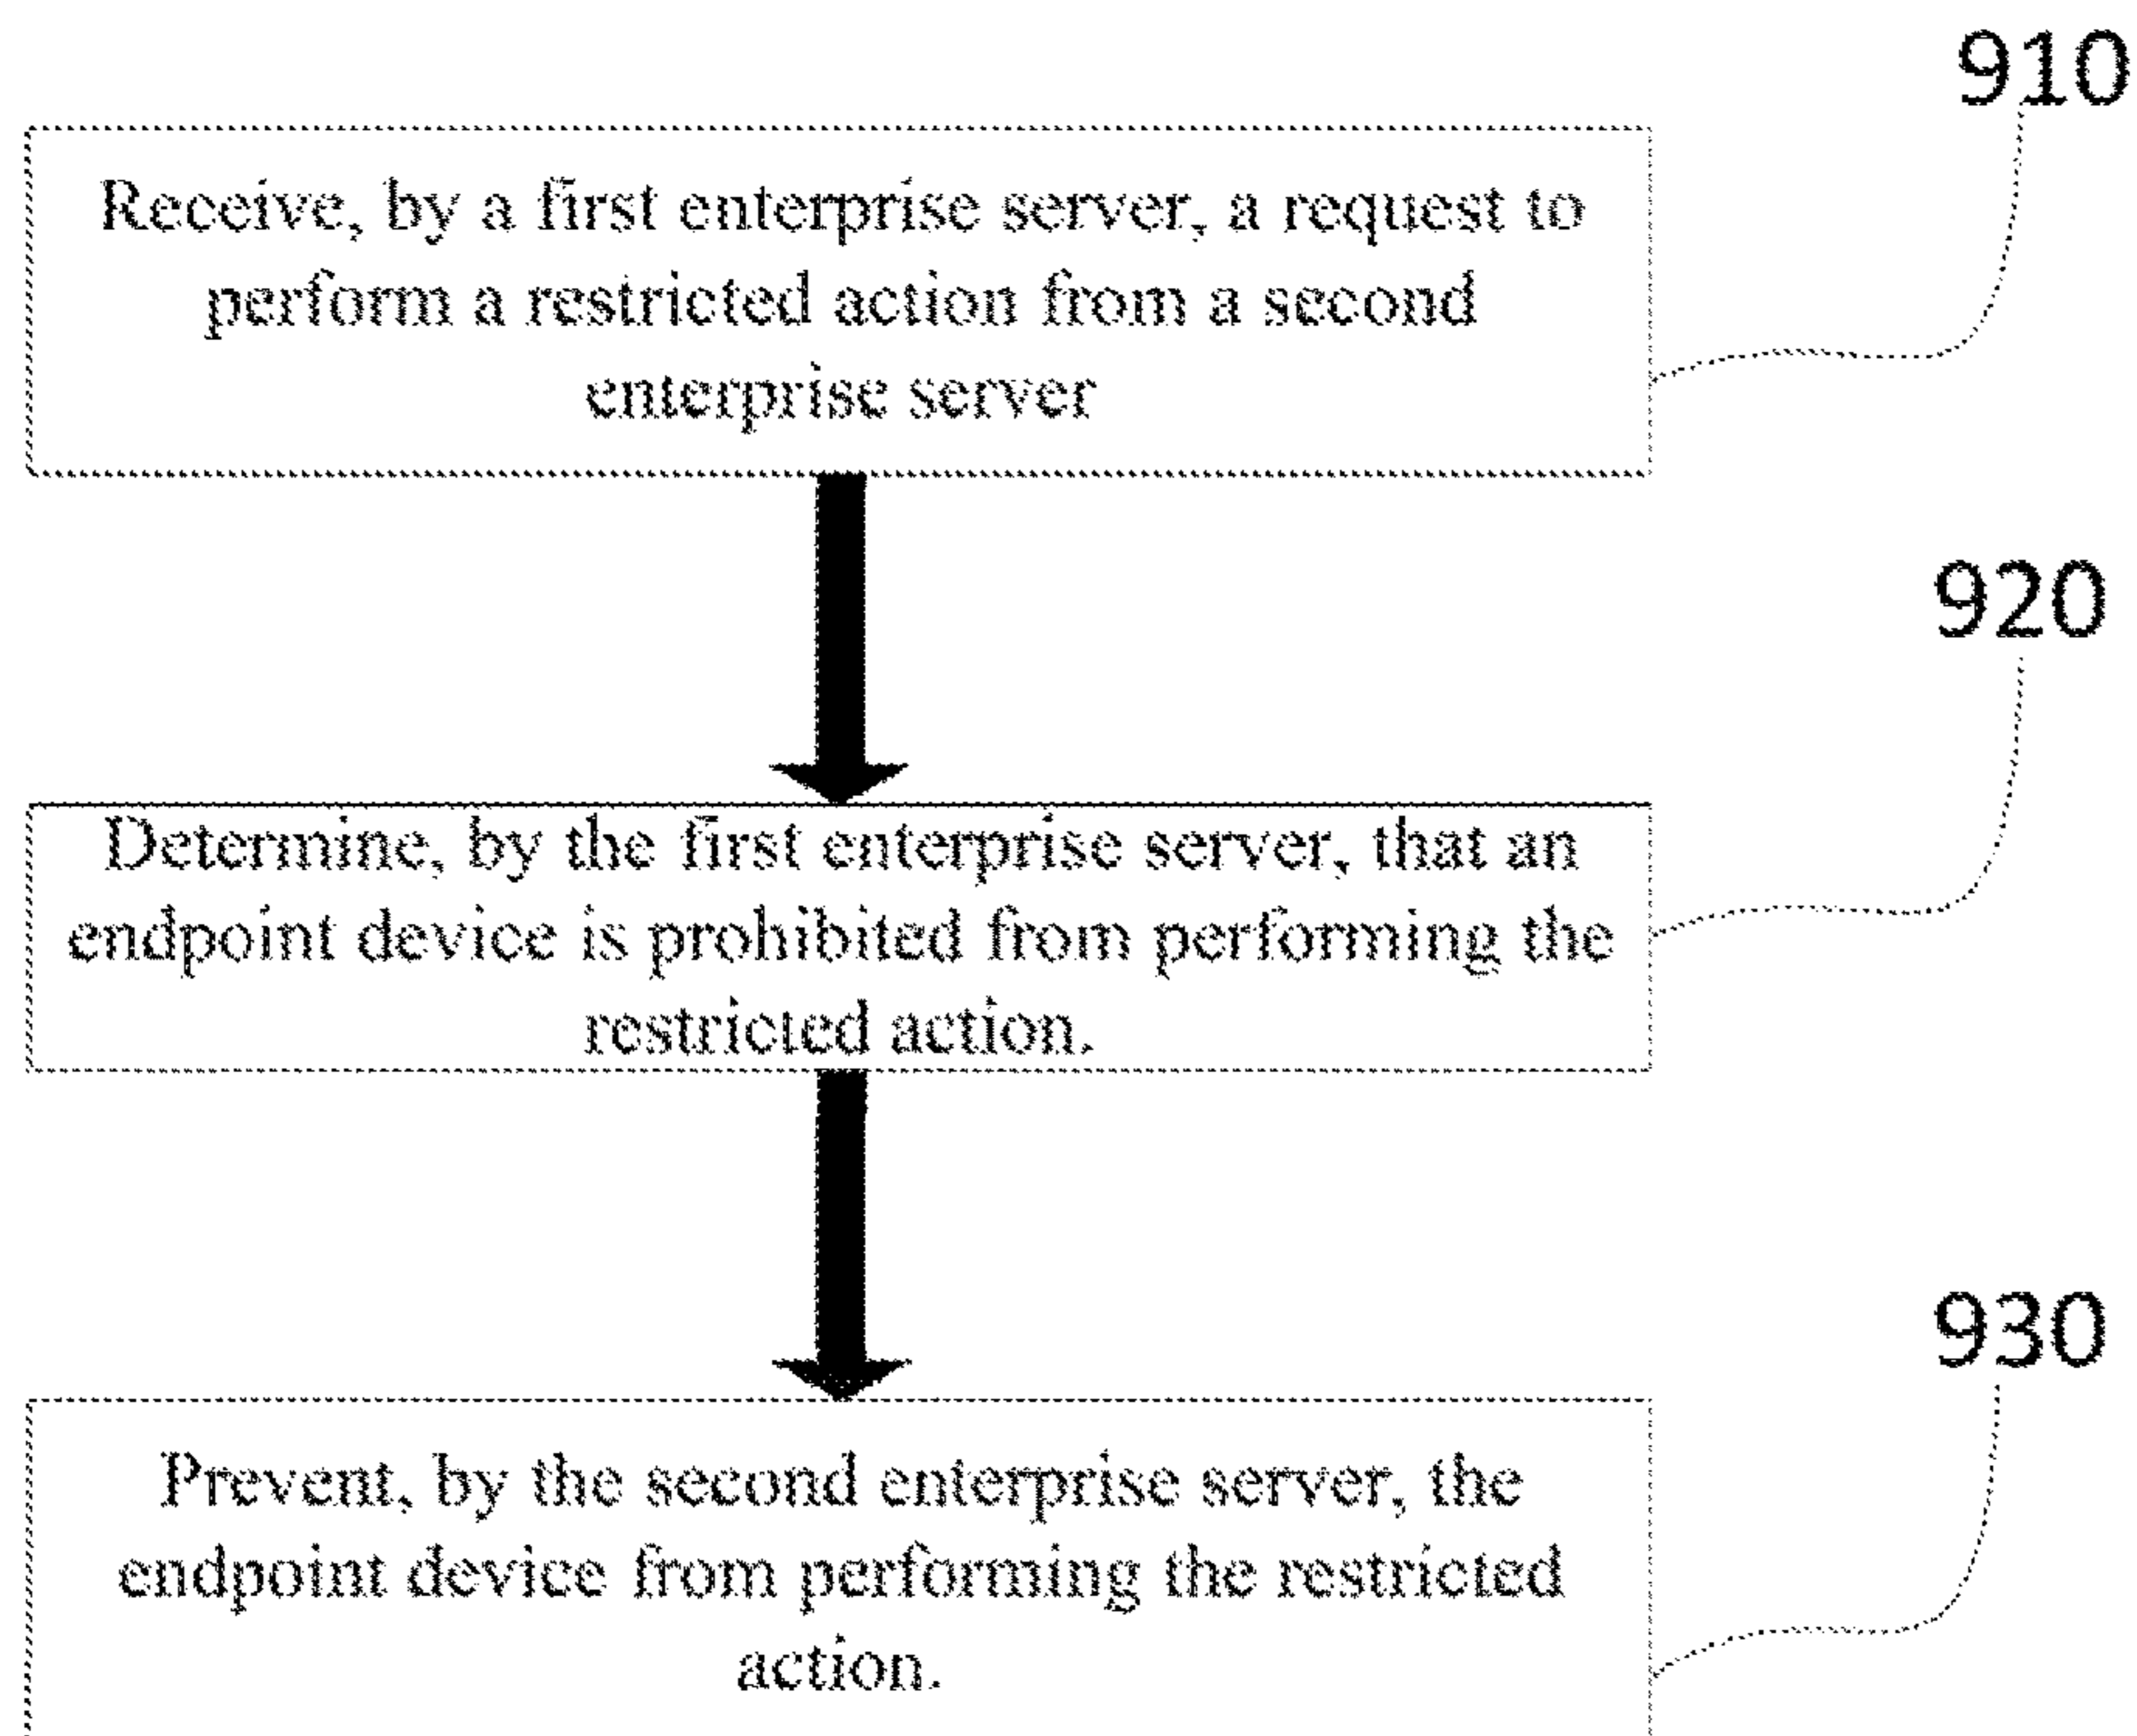 910
Receive, by a first enterprise server, a request to
perform a restricted action from a second
enterprise server
920
Determine, by the first enterprise server, that an
endpoint device is prohibited from performing the
restricted action.
930
Prevent, by the second enterprise server, the
endpoint device from performing the restricted
action.